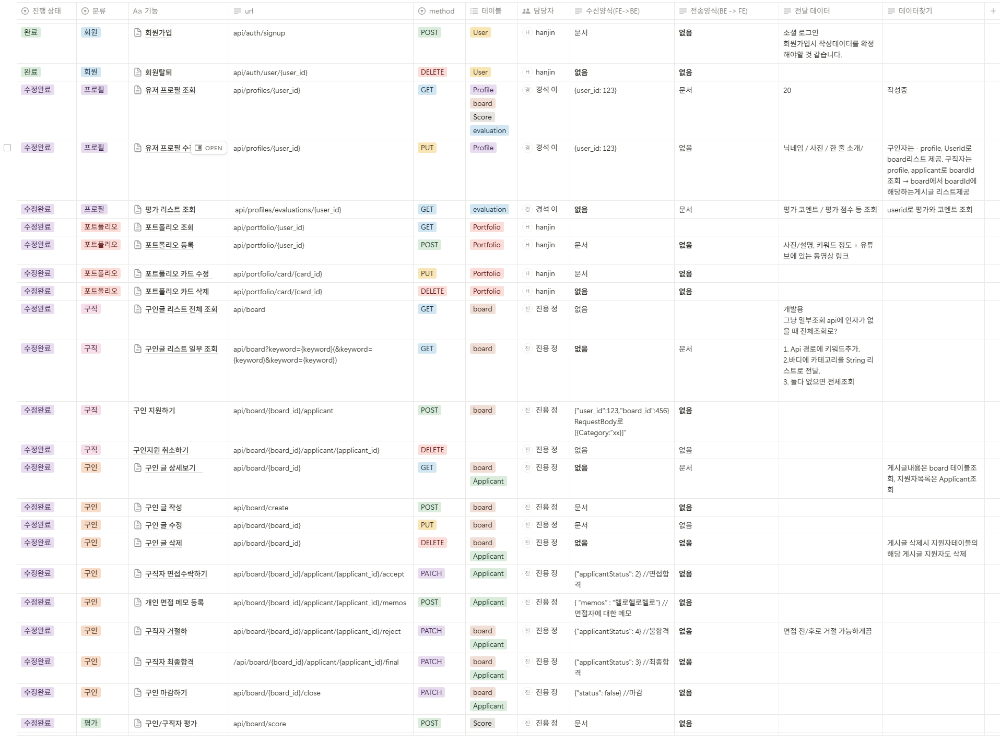 진행 상태 분류 Aa 기능 url method 테이블 담당자 수신양식(FE->BE) 전송양식(BE -> FE) 전달 데이터 데이터찾기
완료 회원 회원가입 api/auth/signup POST User H hanjin 문서 없음 소셜 로그인
회원가입시 작성데이터를 확정
해야할 것 같습니다.
완료 회원 회원탈퇴 api/auth/user/{user_id} DELETE User H hanjin 없음 없음
수정완료 프로필 유저 프로필 조회 api/profiles/{user_id} GET Profile 경 경석 이 {user_id: 123} 문서 20 작성중
board
Score
evaluation
수정완료 프로필 유저 프로필 수정 OPEN api/profiles/{user_id} PUT Profile 경 경석 이 {user_id: 123} 없음 닉네임 / 사진 / 한 줄 소개/ 구인자는 - profile, UserId로
board리스트 제공. 구직자는
profile, applicant로 boardId
조회 → board에서 boardId에
해당하는게시글 리스트제공
수정완료 프로필 평가 리스트 조회 api/profiles/evaluations/{user_id} GET evaluation 경 경석 이 없음 문서 평가 코멘트 / 평가 점수 등 조회 userid로 평가와 코멘트 조회
수정완료 포트폴리오 포트폴리오 조회 api/portfolio/{user_id} GET Portfolio H hanjin
수정완료 포트폴리오 포트폴리오 등록 api/portfolio/{user_id} POST Portfolio H hanjin 문서 없음 사진/설명, 키워드 정도 + 유튜
브에 있는 동영상 링크
수정완료 포트폴리오 포트폴리오 카드 수정 api/portfolio/card/{card_id} PUT Portfolio H hanjin 문서 없음
수정완료 포트폴리오 포트폴리오 카드 삭제 api/portfolio/card/{card_id} DELETE Portfolio H hanjin 없음 없음
수정완료 구직 구인글 리스트 전체 조회 api/board GET board 진 진용 정 없음 개발용
그냥 일부조회 api에 인자가 없
을 때 전체조회로?
수정완료 구직 구인글 리스트 일부 조회 api/board?keyword={keyword}(&keyword= GET board 진 진용 정 없음 문서 1. Api 경로에 키워드추가.
{keyword}&keyword={keyword}) 2.바디에 카테고리를 String 리
스트로 전달.
3. 둘다 없으면 전체조회
수정완료 구직 구인 지원하기 api/board/{board_id}/applicant POST board 진 진용 정 {"user_id":123,"board_id":456} 없음
RequestBody로
[{Category:”xx}]”
수정완료 구직 구인지원 취소하기 api/board/{board_id}/applicant/{applicant_id} DELETE 진 진용 정 없음 없음
수정완료 구인 구인 글 상세보기 api/board/{board_id} GET board 진 진용 정 없음 문서 게시글내용은 board 테이블조
Applicant 회, 지원자목록은 Applicant조
회
수정완료 구인 구인 글 작성 api/board/create POST board 진 진용 정 문서 없음
수정완료 구인 구인 글 수정 api/board/{board_id} PUT board 진 진용 정 문서 없음
수정완료 구인 구인 글 삭제 api/board/{board_id} DELETE board 진 진용 정 없음 없음 게시글 삭제시 지원자테이블의
Applicant 해당 게시글 지원자도 삭제
수정완료 구인 구직자 면접수락하기 api/board/{board_id}/applicant/{applicant_id}/accept PATCH Applicant 진 진용 정 {"applicantStatus": 2} //면접합 없음
격
수정완료 구인 개인 면접 메모 등록 api/board/{board_id}/applicant/{applicant_id}/memos POST Applicant 진 진용 정 { ”memos” : ”헬로헬로헬로”} // 없음
면접자에 대한 메모
수정완료 구인 구직자 거절하 api/board/{board_id}/applicant/{applicant_id}/reject PATCH board 진 진용 정 {"applicantStatus": 4} //불합격 없음 면접 전/후로 거절 가능하게끔
Applicant
수정완료 구인 구직자 최종합격 /api/board/{board_id}/applicant/{applicant_id}/final PATCH board 진 진용 정 {"applicantStatus": 3} //최종합 없음
Applicant 격
수정완료 구인 구인 마감하기 api/board/{board_id}/close PATCH board 진 진용 정 {“status”: false} //마감 없음
Applicant
수정완료 평가 구인/구직자 평가 api/board/score POST Score 진 진용 정 문서 없음